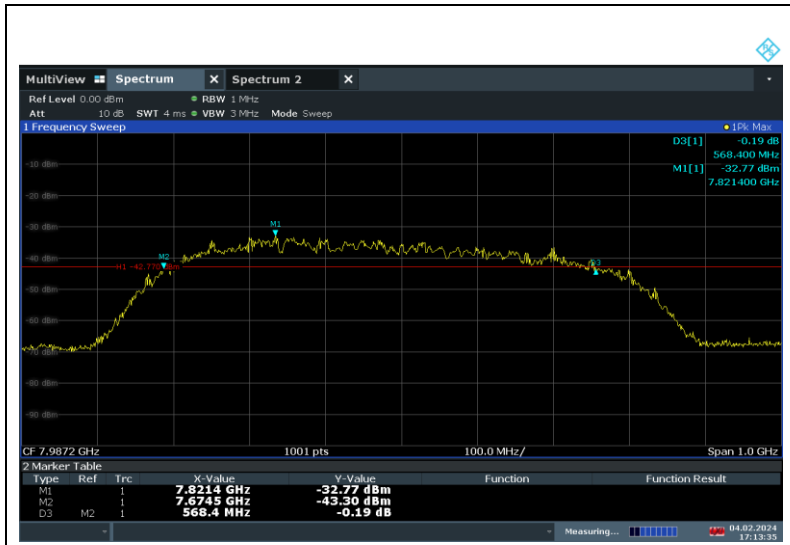 MultiView Spectrum X Spectrum 2 X
Ref Level 0.00 dBm RBW 1 MHz
Att 10 dB SWT 4 ms VBW 3 MHz Mode Sweep
1 Frequency Sweep 1Pk Max
D3[1] -0.19 dB
568.400 MHz
M1[1] -32.77 dBm
7.821400 GHz
-10 dBm
-20 dBm
-30 dBm
M1
-40 dBm
M2
H1 -42.770 dBm
D3
-50 dBm
-60 dBm
-70 dBm
-80 dBm
-90 dBm
CF 7.9872 GHz 1001 pts 100.0 MHz/ Span 1.0 GHz
2 Marker Table
Type Ref Trc X-Value Y-Value Function Function Result
M1 1 7.8214 GHz -32.77 dBm
M2 1 7.6745 GHz -43.30 dBm
D3 M2 1 568.4 MHz -0.19 dB
Measuring... 04.02.2024
17:13:35